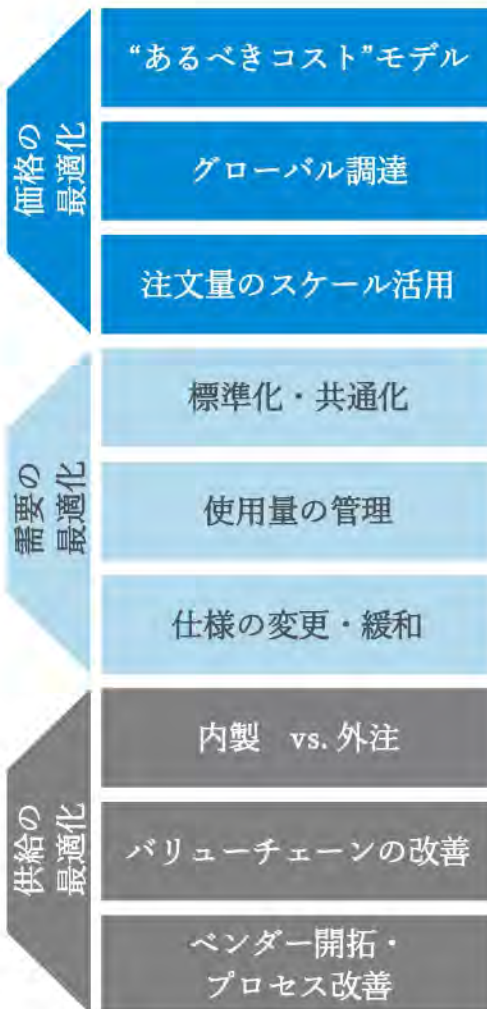 価格の
最適化
“あるべきコスト”モデル
グローバル調達
注文量のスケール活用
需要の
最適化
標準化・共通化
使用量の管理
仕様の変更・緩和
供給の
最適化
内製　vs. 外注
バリューチェーンの改善
ベンダー開拓・
プロセス改善